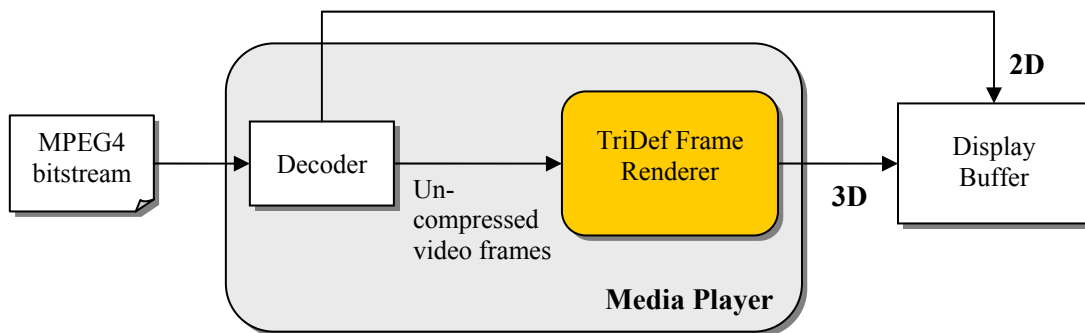 MPEG4
bitstream
Decoder
Un-
compressed
video frames
TriDef Frame
Renderer
Media Player
2D
3D
Display
Buffer